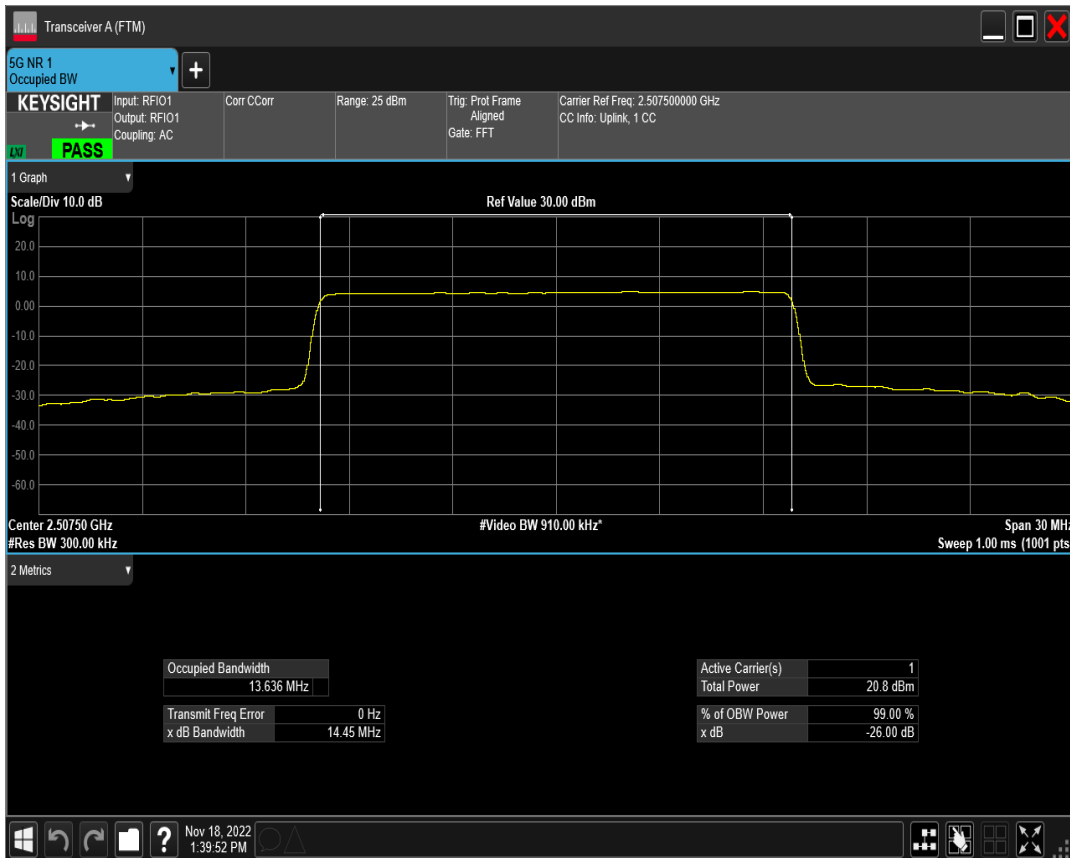 Transceiver A (FTM)
5G NR 1
Occupied BW
+
KEYSIGHT
LXI
PASS
Input: RFIO1
Output: RFIO1
Coupling: AC
Corr CCorr
Range: 25 dBm
Trig: Prot Frame
Aligned
Gate: FFT
Carrier Ref Freq: 2.507500000 GHz
CC Info: Uplink, 1 CC
1 Graph
Scale/Div 10.0 dB
Ref Value 30.00 dBm
Log
20.0
10.0
0.00
-10.0
-20.0
-30.0
-40.0
-50.0
-60.0
Center 2.50750 GHz
#Video BW 910.00 kHz*
Span 30 MHz
#Res BW 300.00 kHz
Sweep 1.00 ms (1001 pts
2 Metrics
Occupied Bandwidth
13.636 MHz
Transmit Freq Error 0 Hz
x dB Bandwidth 14.45 MHz
Active Carrier(s) 1
Total Power 20.8 dBm
% of OBW Power 99.00 %
x dB -26.00 dB
?
Nov 18, 2022
1:39:52 PM